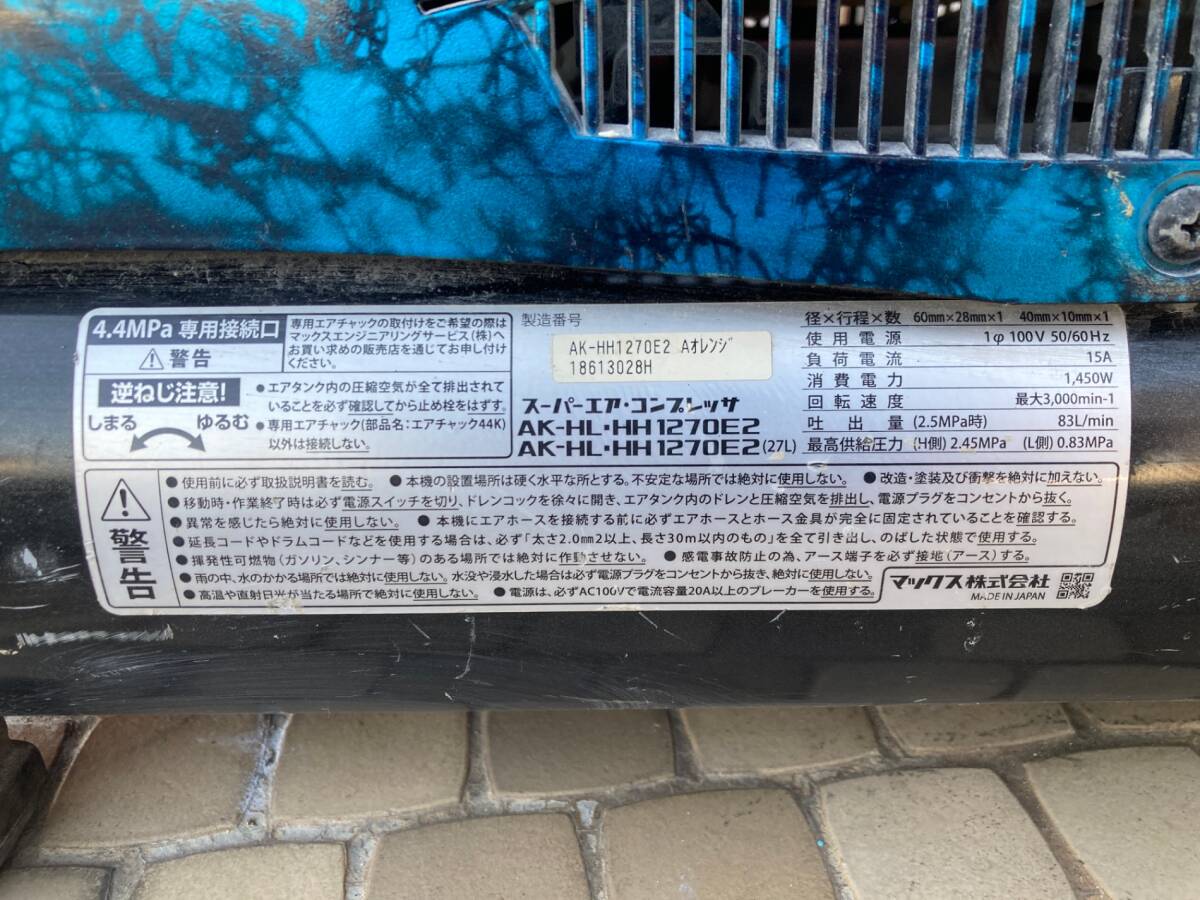 4.4MPa 専用接続口
⚠警告
専用エアチャックの取付けをご希望の際は
マックスエンジニアリングサービス(株)へ
お買い求めの販売店を通じてお申し付け
ください。
逆ねじ注意!
しまる ゆるむ
●エアタンク内の圧縮空気が全て排出されて
いることを必ず確認してから止め栓をはずす。
●専用エアチャック(部品名:エアチャック44K)
以外は接続しない。
製造番号
AK-HH1270E2 Aオレンジ
18613028H
スーパーエア・コンプレッサ
AK-HL・HH1270E2
AK-HL・HH1270E2(27L)
径×行程×数 60mm×28mm×1 40mm×10mm×1
使用電源 1φ100V 50/60Hz
負荷電流 15A
消費電力 1,450W
回転速度 最大3,000min-1
吐出量 (2.5MPa時) 83L/min
最高供給圧力 (H側) 2.45MPa (L側) 0.83MPa
警告
●使用前に必ず取扱説明書を読む。 ●本機の設置場所は硬く水平な所とする。不安定な場所では絶対に使用しない。 ●改造・塗装及び衝撃を絶対に加えない。
●移動時・作業終了時は必ず電源スイッチを切り、ドレンコックを徐々に開き、エアタンク内のドレンと圧縮空気を排出し、電源プラグをコンセントから抜く。
●異常を感じたら絶対に使用しない。 ●本機にエアホースを接続する前に必ずエアホースとホース金具が完全に固定されていることを確認する。
●延長コードやドラムコードなどを使用する場合は、必ず「太さ2.0mm2以上、長さ30m以内のもの」を全て引き出し、のばした状態で使用する。
●揮発性可燃物(ガソリン、シンナー等)のある場所では絶対に作動させない。 ●感電事故防止の為、アース端子を必ず接地(アース)する。
●雨の中、水のかかる場所では絶対に使用しない。水没や浸水した場合は必ず電源プラグをコンセントから抜き、絶対に使用しない。
●高温や直射日光が当たる場所で絶対に使用しない。 ●電源は、必ずAC100Vで電流容量20A以上のブレーカーを使用する。
マックス株式会社
MADE IN JAPAN